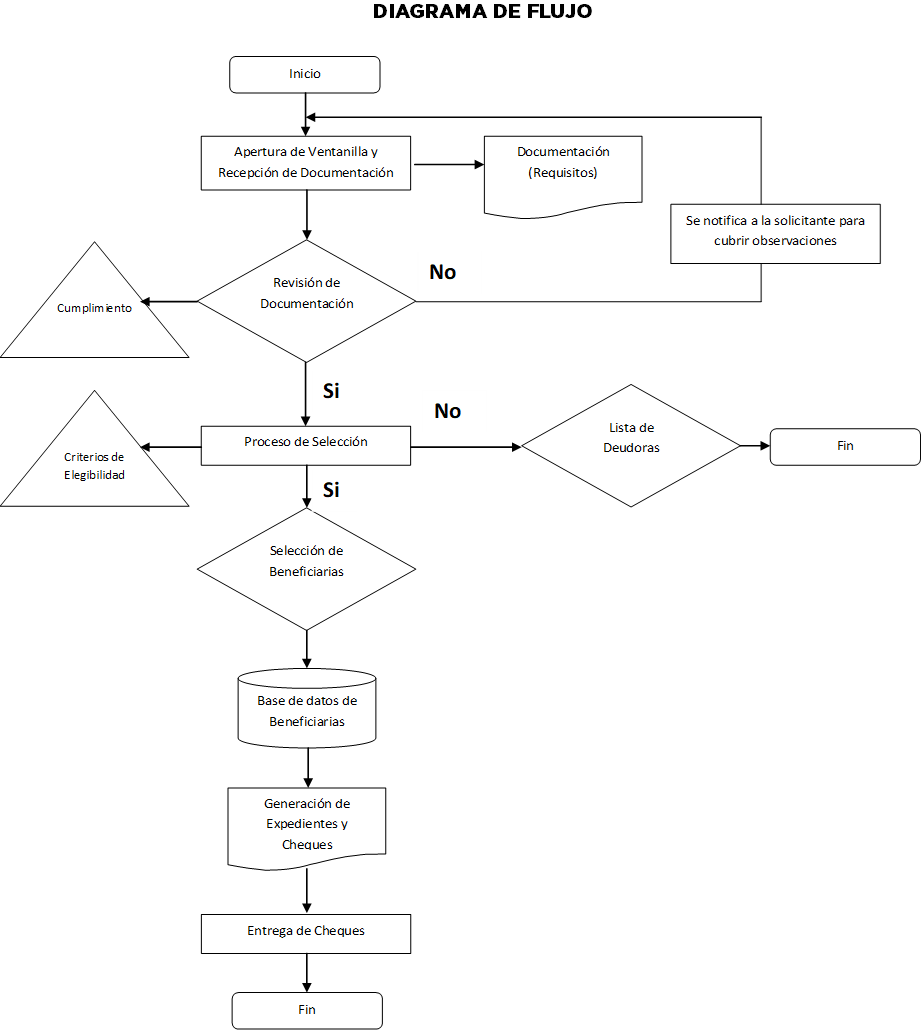 DIAGRAMA DE FLUJO
Inicio
Apertura de Ventanilla y
Recepción de Documentación
Documentación
(Requisitos)
Se notifica a la solicitante para
cubrir observaciones
Revisión de
Documentación
No
Cumplimiento
Si
No
Proceso de Selección
Lista de
Deudoras
Fin
Criterios de
Elegibilidad
Si
Selección de
Beneficiarias
Base de datos de
Beneficiarias
Generación de
Expedientes y
Cheques
Entrega de Cheques
Fin